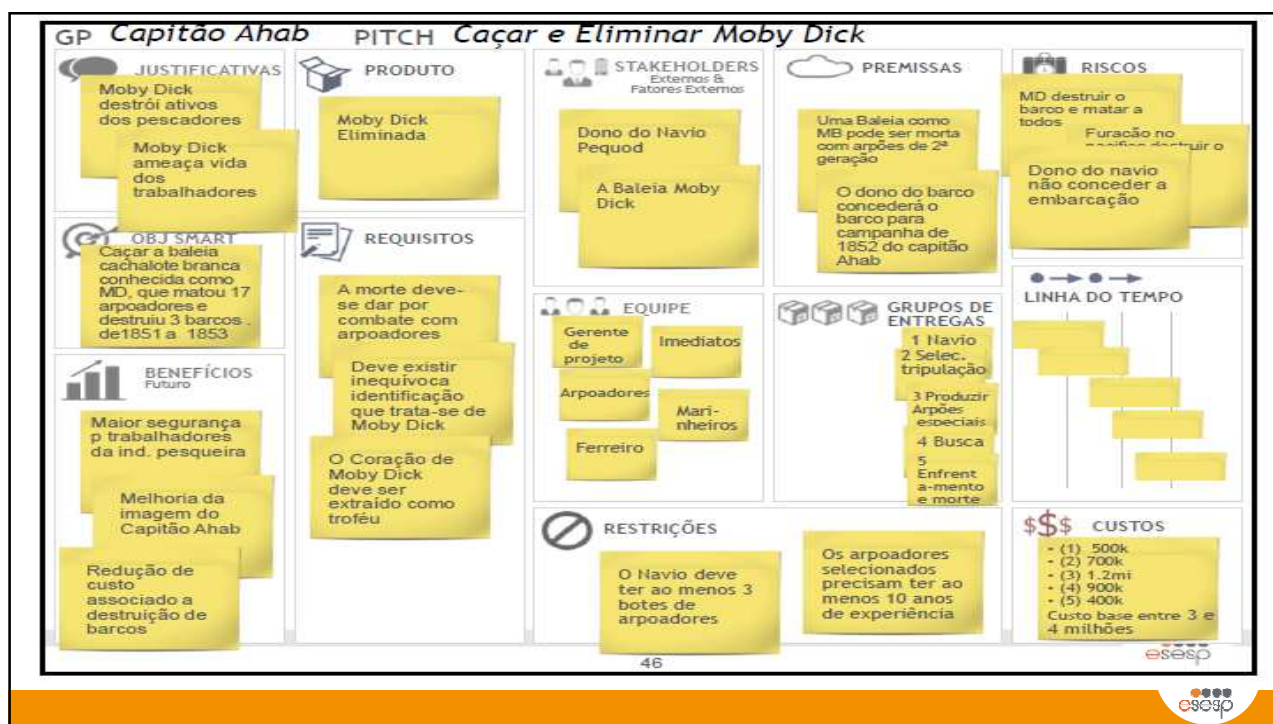 GP Capitão Ahab PITCH Caçar e Eliminar Moby Dick
JUSTIFICATIVAS
Moby Dick
destrói ativos
dos pescadores
Moby Dick
ameaça vida
dos
trabalhadores
OBJ SMART
Caçar a baleia
cachalote branca
conhecida como
MD, que matou 17
arpoadores e
destruiu 3 barcos .
de1851 a 1853
BENEFÍCIOS
Futuro
Maior segurança
p trabalhadores
da ind. pesqueira
Melhoria da
imagem do
Capitão Ahab
Redução de
custo
associado a
destruição de
barcos
PRODUTO
Moby Dick
Eliminada
REQUISITOS
A morte deve-
se dar por
combate com
arpoadores
Deve existir
inequívoca
identificação
que trata-se de
Moby Dick
O Coração de
Moby Dick
deve ser
extraído como
troféu
STAKEHOLDERS
Externos &
Fatores Externos
Dono do Navio
Pequod
A Baleia Moby
Dick
EQUIPE
Gerente
de
projeto
Imediatos
Arpoadores
Mari-
nheiros
Ferreiro
PREMISSAS
Uma Baleia como
MB pode ser morta
com arpões de 2ª
geração
O dono do barco
concederá o
barco para
campanha de
1852 do capitão
Ahab
GRUPOS DE
ENTREGAS
1 Navio
2 Selec.
tripulação
3 Produzir
Arpões
especiais
4 Busca
5
Enfrent
a-mento
e morte
RISCOS
MD destruir o
barco e matar a
todos
Furacão no
pacifico destruir o
Dono do navio
não conceder a
embarcação
LINHA DO TEMPO
RESTRIÇÕES
O Navio deve
ter ao menos 3
botes de
arpoadores
Os arpoadores
selecionados
precisam ter ao
menos 10 anos
de experiência
$$$ CUSTOS
- (1) 500k
- (2) 700k
- (3) 1.2mi
- (4) 900k
- (5) 400k
Custo base entre 3 e
4 milhões
46
esesp
esesp